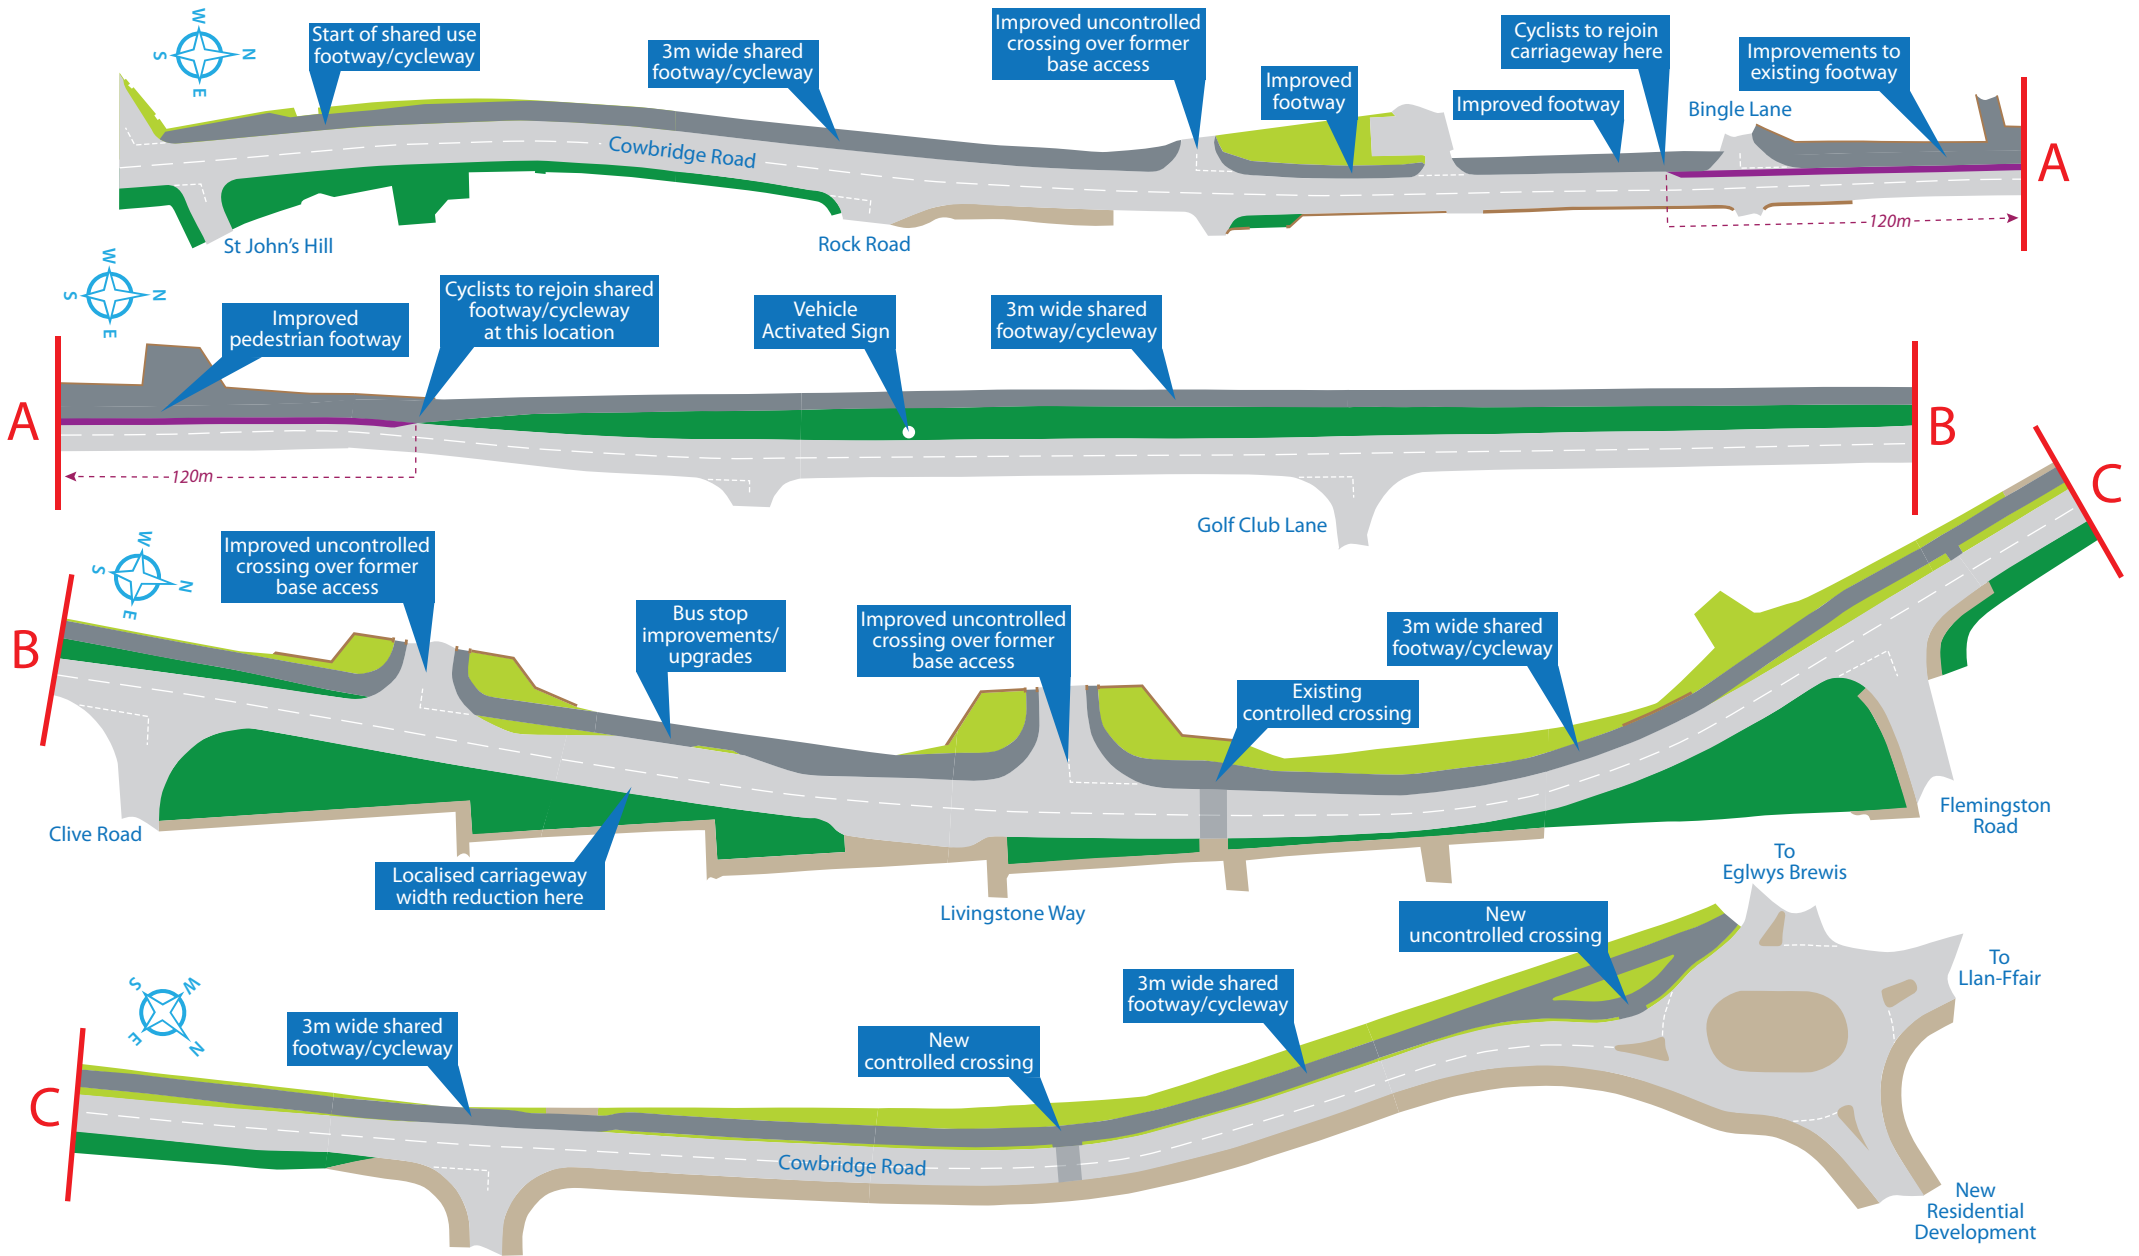 W
N
S
E
Start of shared use
footway/cycleway
3m wide shared
footway/cycleway
Improved uncontrolled
crossing over former
base access
Improved
footway
Cyclists to rejoin
carriageway here
Improved footway
Improvements to
existing footway
Bingle Lane
Cowbridge Road
A
120m
St John's Hill
Rock Road
W
N
S
E
Improved
pedestrian footway
Cyclists to rejoin shared
footway/cycleway
at this location
Vehicle
Activated Sign
3m wide shared
footway/cycleway
A
B
120m
Golf Club Lane
C
W
N
S
E
Improved uncontrolled
crossing over former
base access
Bus stop
improvements/
upgrades
Improved uncontrolled
crossing over former
base access
Existing
controlled crossing
3m wide shared
footway/cycleway
B
Clive Road
Localised carriageway
width reduction here
Livingstone Way
Flemingston
Road
To
Eglwys Brewis
New
uncontrolled crossing
To
Llan-Ffair
S
W
E
N
3m wide shared
footway/cycleway
New
controlled crossing
3m wide shared
footway/cycleway
C
Cowbridge Road
New
Residential
Development